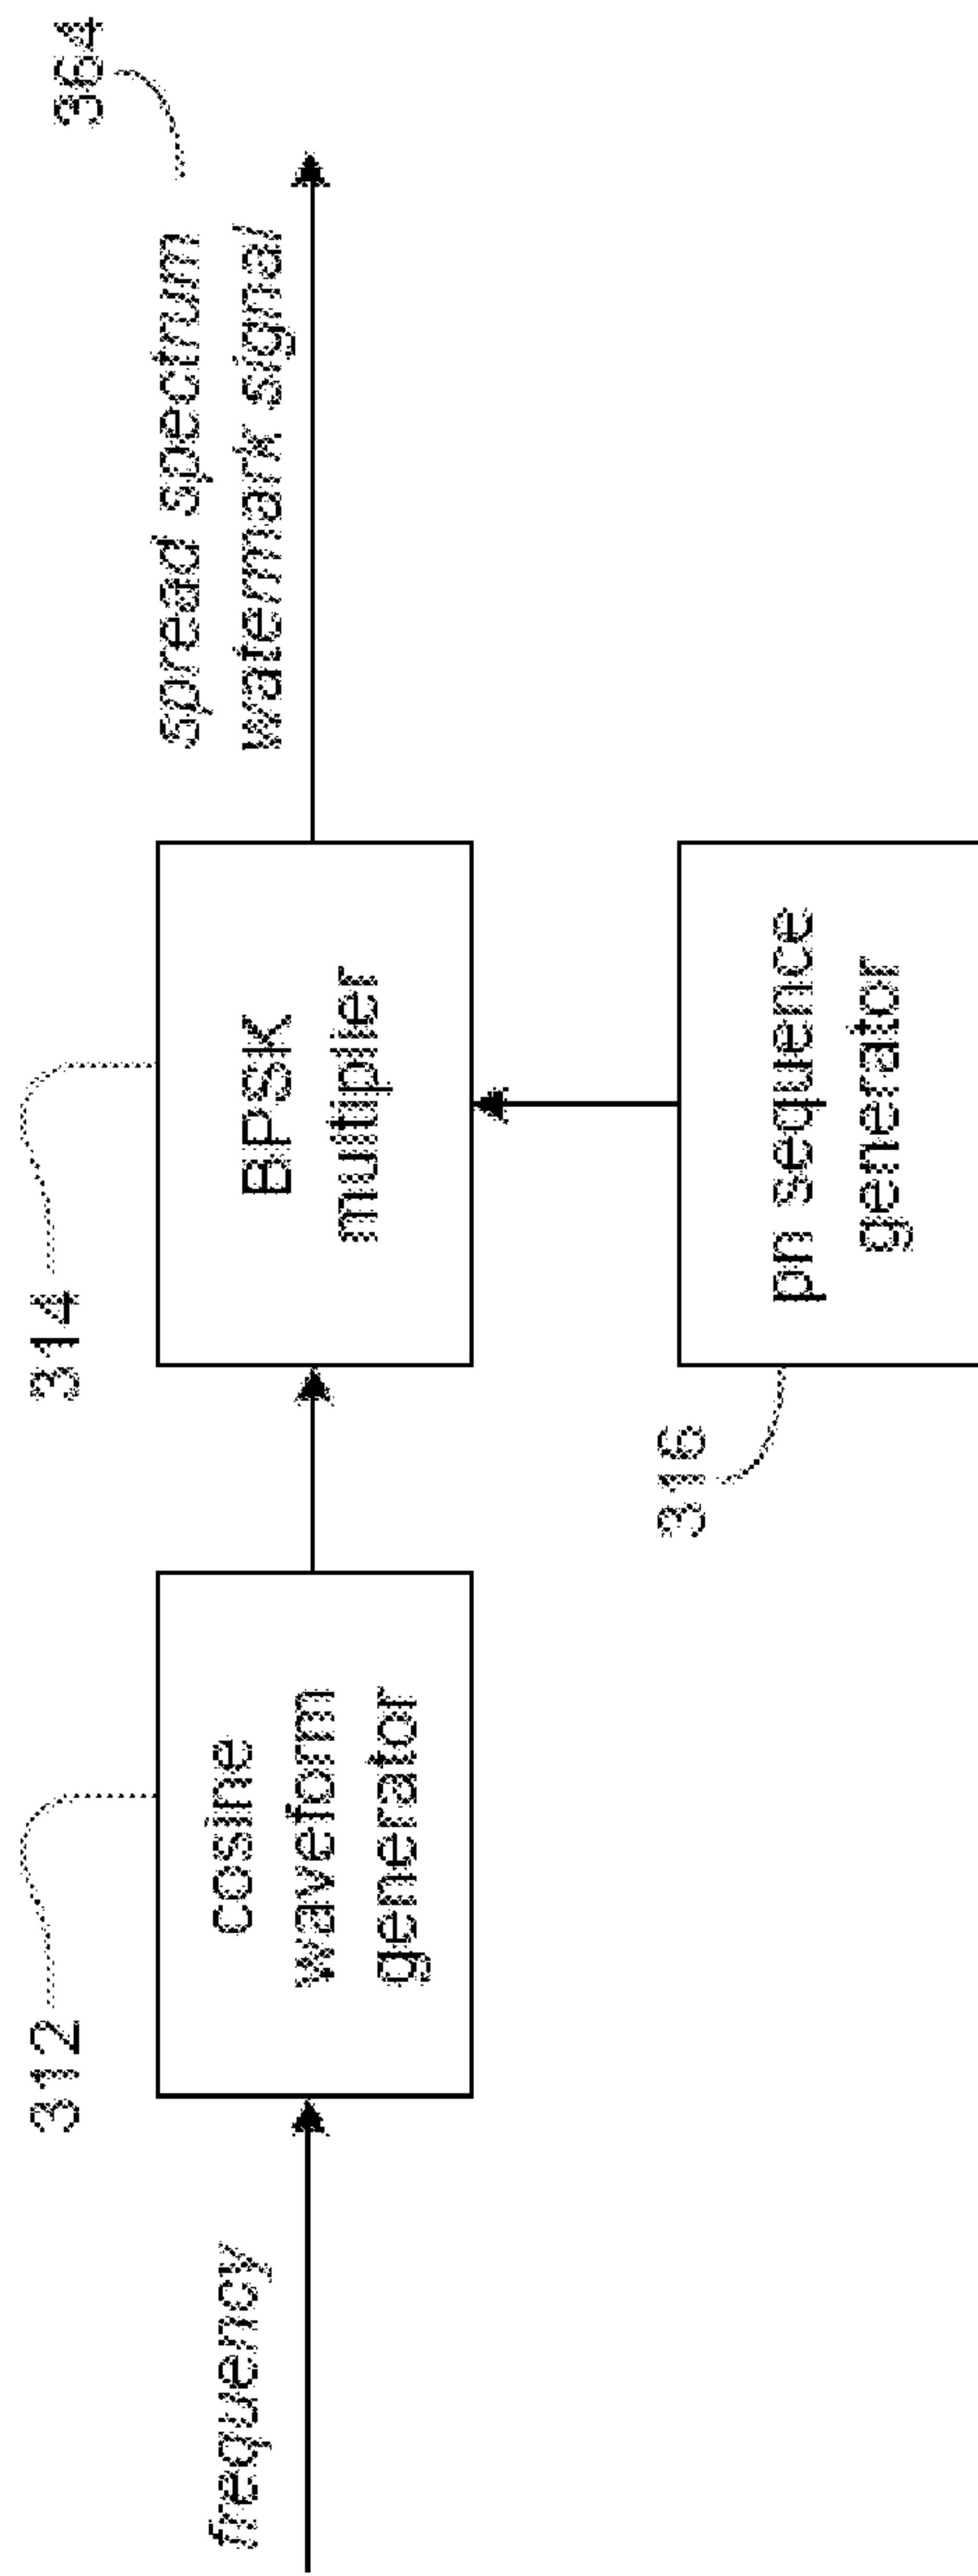 364
spread spectrum
watermark signal
314
BPSK
multiplier
316
pn sequence
generator
312
cosine
waveform
generator
frequency